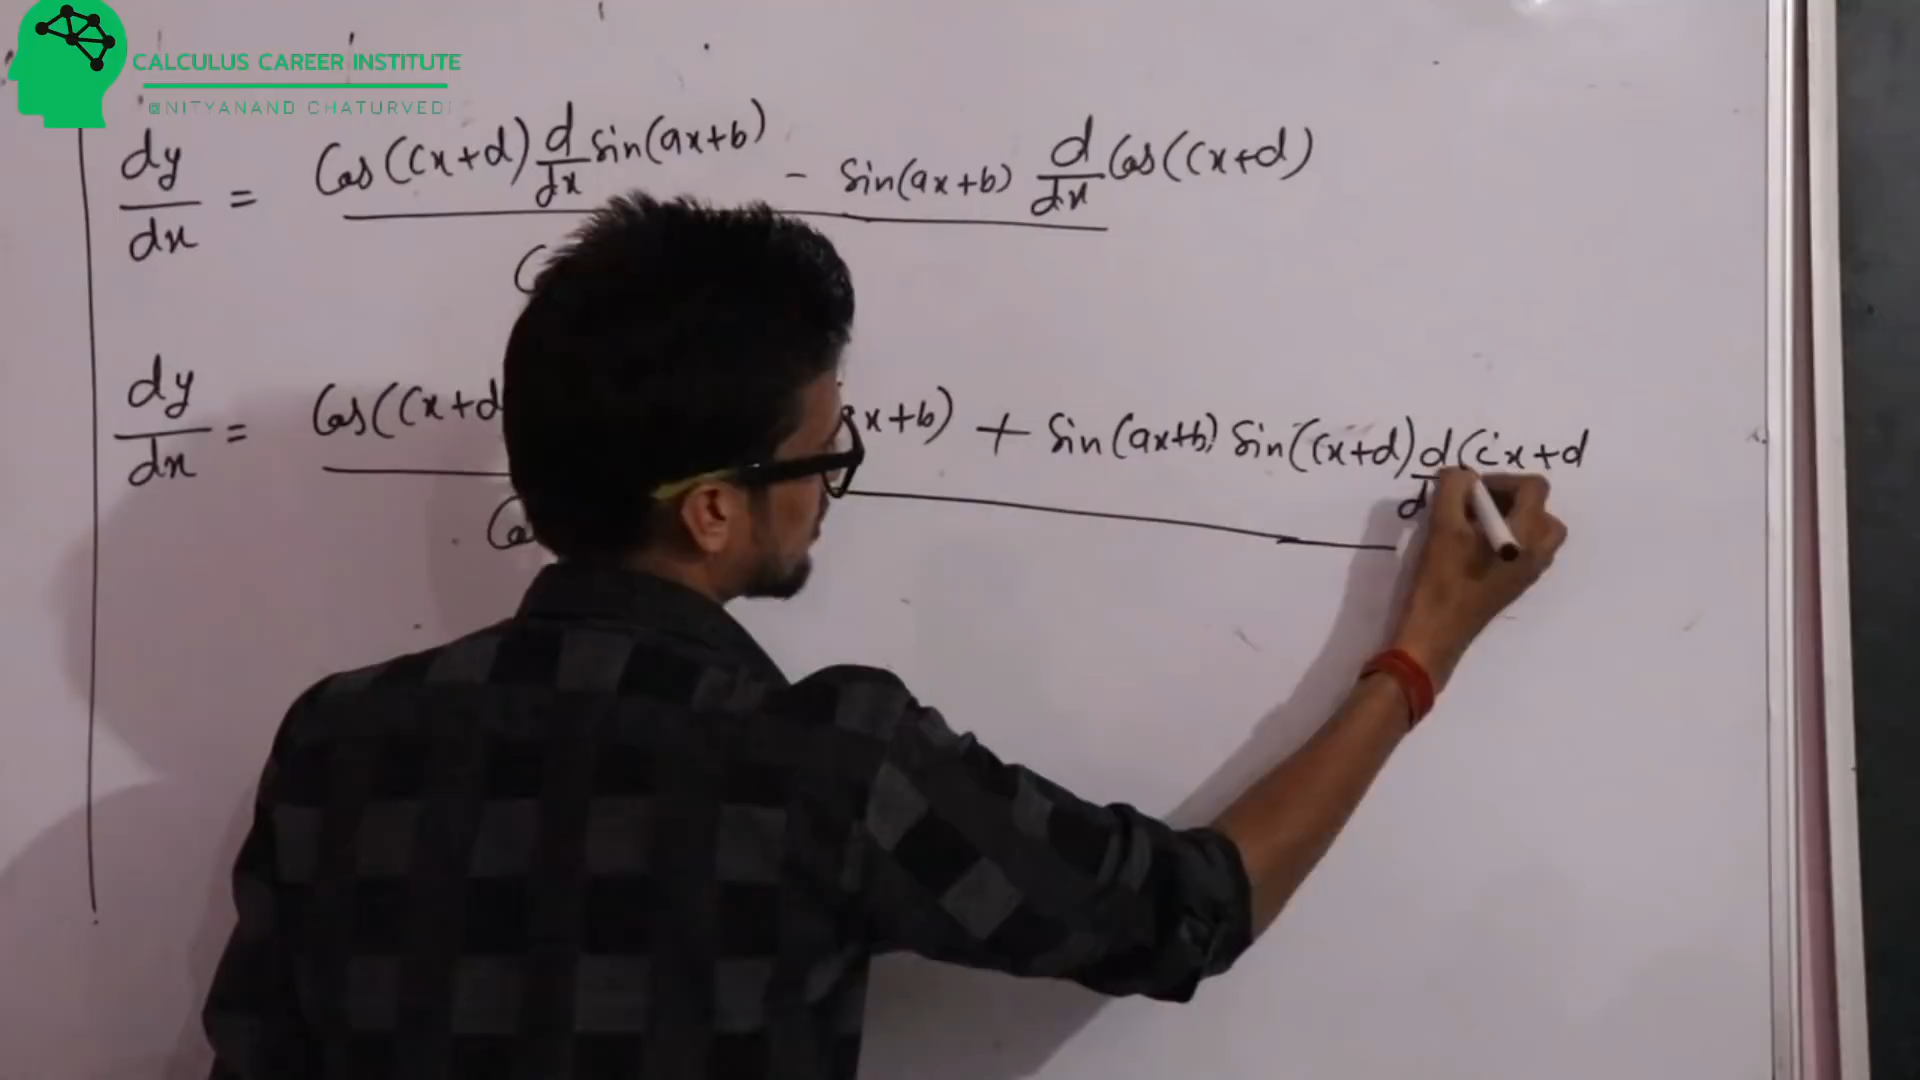 CALCULUS CAREER INSTITUTE
@NITYANAND CHATURVEDI
dy/dx = Cos(cx+d) d/dx sin(ax+b) - Sin(ax+b) d/dx Cos(cx+d)
dy/dx = Cos(cx+d x+b) + Sin(ax+b) Sin(cx+d) d (cx+d